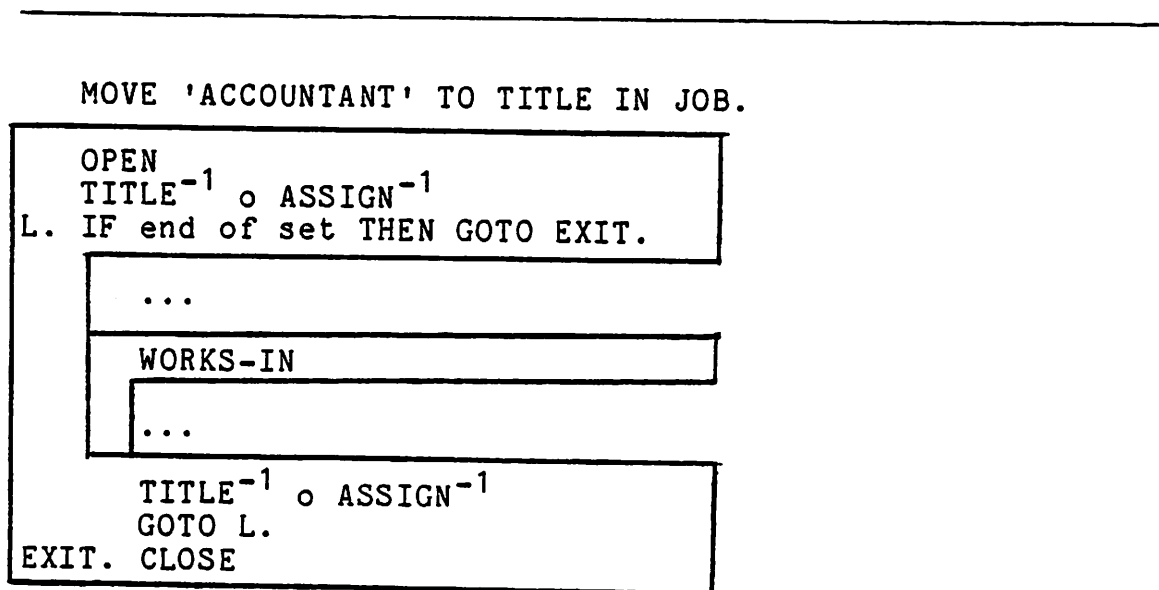 MOVE 'ACCOUNTANT' TO TITLE IN JOB.
OPEN
TITLE⁻¹ o ASSIGN⁻¹
L. IF end of set THEN GOTO EXIT.
...
WORKS-IN
...
TITLE⁻¹ o ASSIGN⁻¹
GOTO L.
EXIT. CLOSE